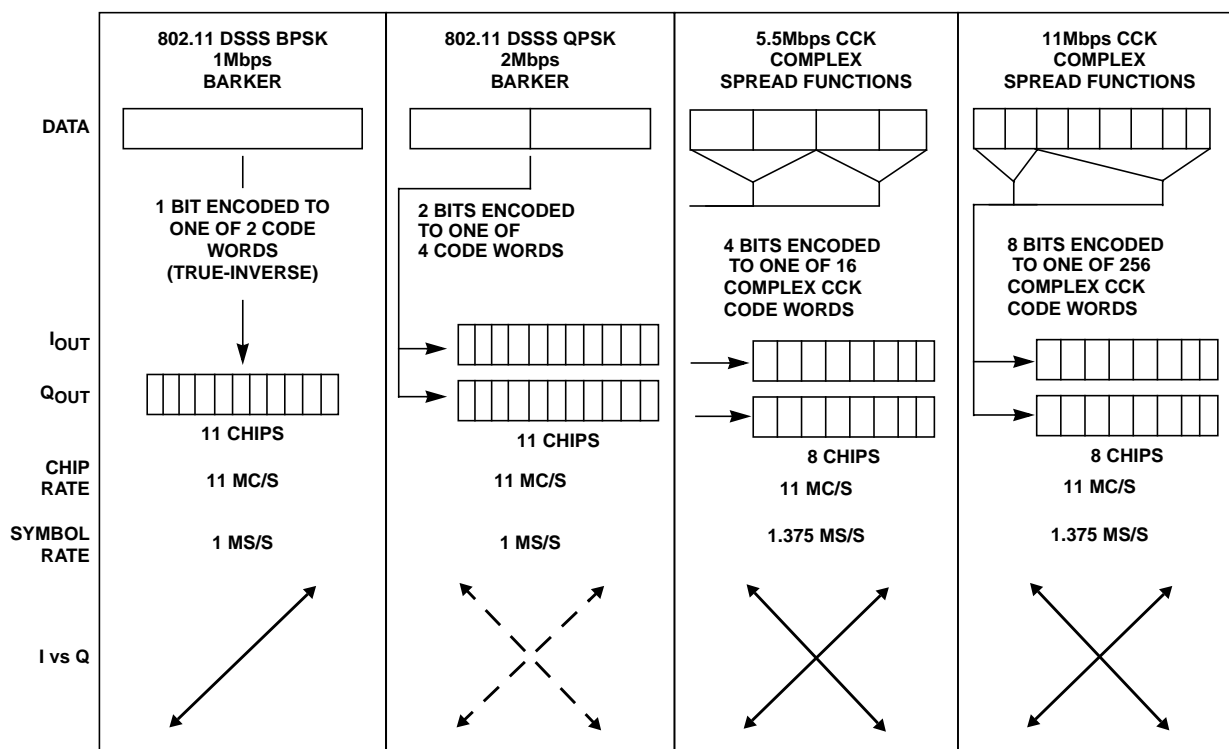 802.11 DSSS BPSK
1Mbps
BARKER
802.11 DSSS QPSK
2Mbps
BARKER
5.5Mbps CCK
COMPLEX
SPREAD FUNCTIONS
11Mbps CCK
COMPLEX
SPREAD FUNCTIONS
DATA
1 BIT ENCODED TO
ONE OF 2 CODE
WORDS
(TRUE-INVERSE)
2 BITS ENCODED
TO ONE OF
4 CODE WORDS
4 BITS ENCODED
TO ONE OF 16
COMPLEX CCK
CODE WORDS
8 BITS ENCODED
TO ONE OF 256
COMPLEX CCK
CODE WORDS
IOUT
QOUT
11 CHIPS
11 CHIPS
8 CHIPS
8 CHIPS
CHIP
RATE
11 MC/S
11 MC/S
11 MC/S
11 MC/S
SYMBOL
RATE
1 MS/S
1 MS/S
1.375 MS/S
1.375 MS/S
I vs Q